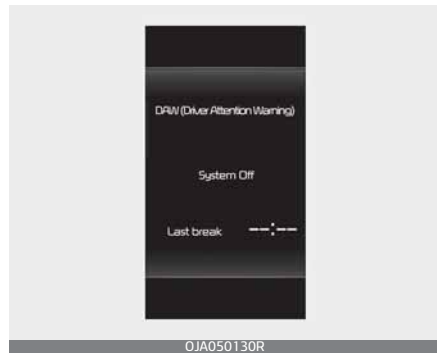 DAW (Driver Attention Warning)
System Off
Last break --:--
OJA050130R